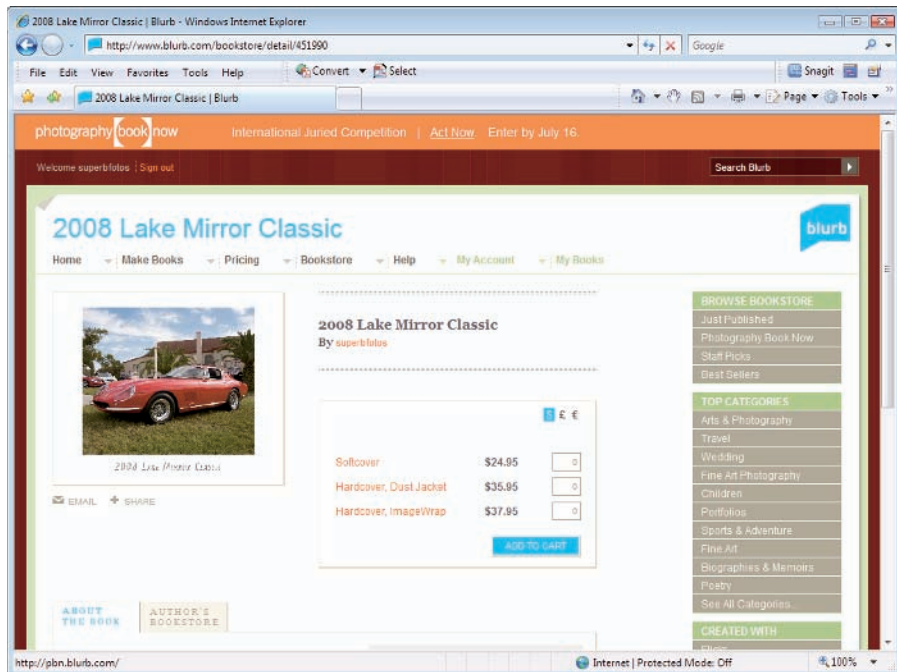 2008 Lake Mirror Classic | Blurb - Windows Internet Explorer
http://www.blurb.com/bookstore/detail/451990
Google
File Edit View Favorites Tools Help Convert Select Snagit
2008 Lake Mirror Classic | Blurb Page Tools
photography book now International Juried Competition | Act Now. Enter by July 16.
Welcome superbfotos Sign out Search Blurb
2008 Lake Mirror Classic
blurb
Home Make Books Pricing Bookstore Help My Account My Books
2008 Lake Mirror Classic
By superbfotos
2008 Lake Mirror Classic
EMAIL SHARE
$ £ €
Softcover $24.95 0
Hardcover, Dust Jacket $35.95 0
Hardcover, ImageWrap $37.95 0
ADD TO CART
BROWSE BOOKSTORE
Just Published
Photography Book Now
Staff Picks
Best Sellers
TOP CATEGORIES
Arts & Photography
Travel
Wedding
Fine Art Photography
Children
Portfolios
Sports & Adventure
Fine Art
Biographies & Memoirs
Poetry
See All Categories...
CREATED WITH
ABOUT
THE BOOK
AUTHOR'S
BOOKSTORE
http://pbn.blurb.com/ Internet | Protected Mode: Off 100%